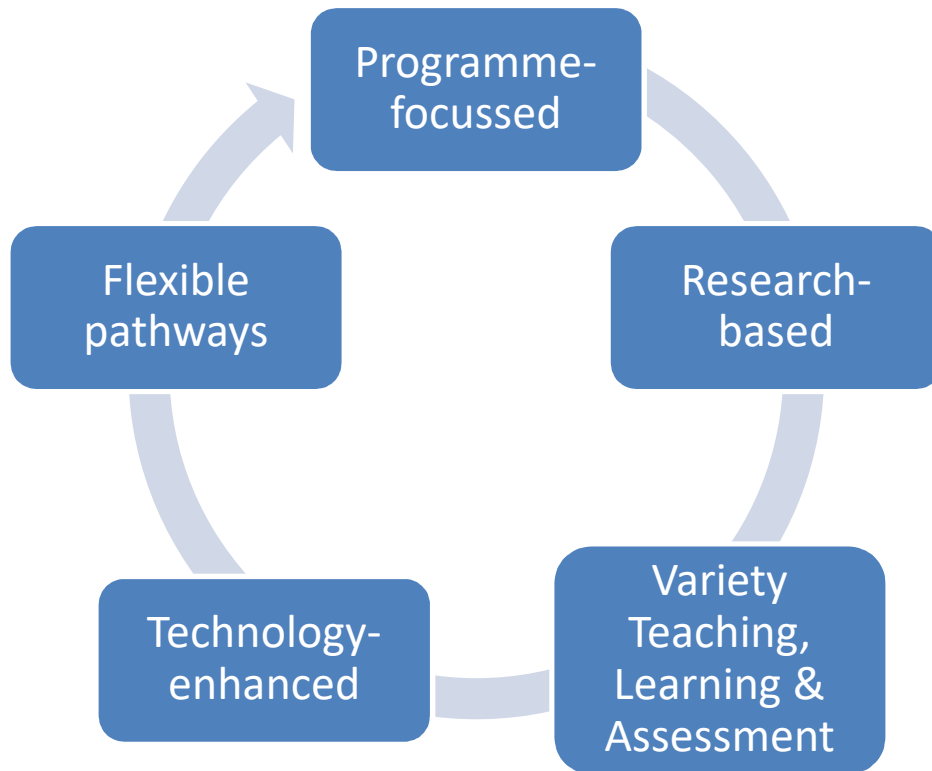 Programme-
focussed
Research-
based
Variety
Teaching,
Learning &
Assessment
Technology-
enhanced
Flexible
pathways